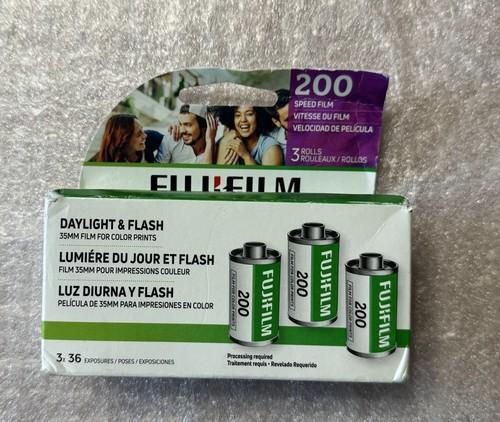 200
SPEED FILM
VITESSE DU FILM
VELOCIDAD DE PELÍCULA
3 ROLLS
ROULEAUX / ROLLOS
FUJIFILM
DAYLIGHT & FLASH
35MM FILM FOR COLOR PRINTS
LUMIÉRE DU JOUR ET FLASH
FILM 35MM POUR IMPRESSIONS COULEUR
LUZ DIURNA Y FLASH
PELÍCULA DE 35MM PARA IMPRESIONES EN COLOR
FUJIFILM
200
FUJIFILM
200
FUJIFILM
200
3x 36 EXPOSURES / POSES / EXPOSICIONES
Processing required
Traitement requis • Revelado Requerido